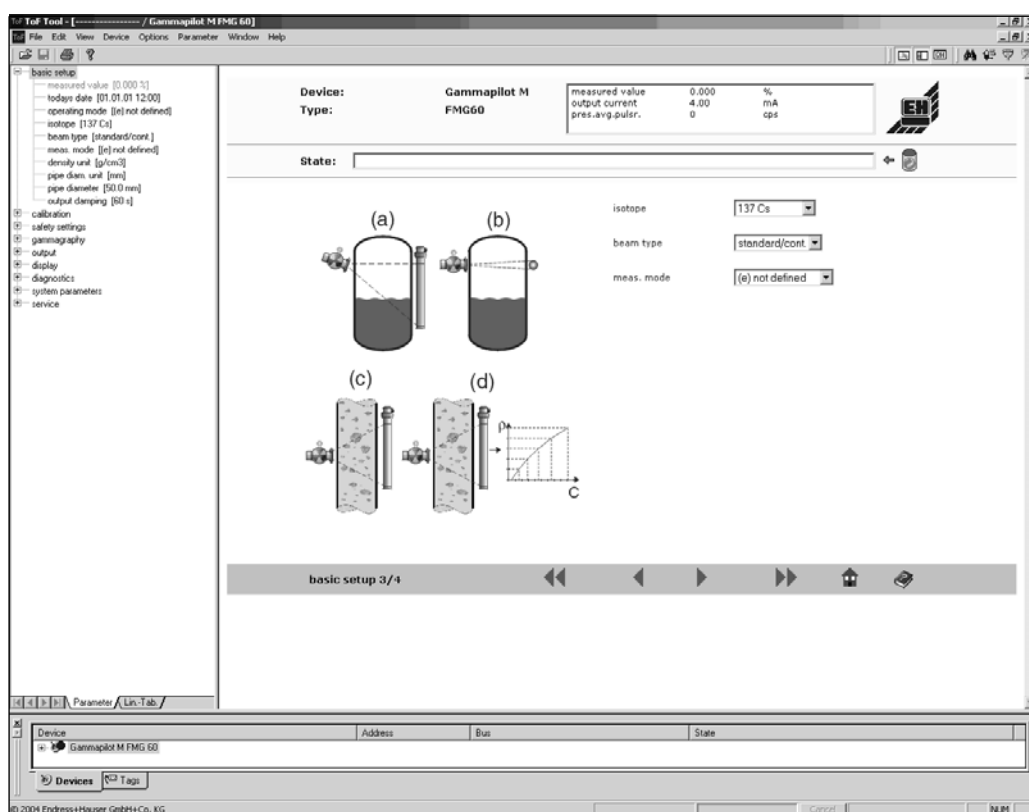 ToF Tool - [---------------- / Gammapilot M FMG 60]
File Edit View Device Options Parameter Window Help
basic setup
measured value [0.000 %]
todays date [01.01.01 12:00]
operating mode [(e) not defined]
isotope [137 Cs]
beam type [standard/cont.]
meas. mode [(e) not defined]
density unit [g/cm3]
pipe diam. unit [mm]
pipe diameter [50.0 mm]
output damping [60 s]
calibration
safety settings
gammagraphy
output
display
diagnostics
system parameters
service
Parameter Lin.-Tab.
Device: Gammapilot M
Type: FMG60
measured value 0.000 %
output current 4.00 mA
pres.avg.pulsr. 0 cps
EH
State:
(a) (b)
(c) (d)
ρ
C
isotope 137 Cs
beam type standard/cont.
meas. mode (e) not defined
basic setup 3/4
Device Address Bus State
Gammapilot M FMG 60
Devices Tags
© 2004 Endress+Hauser GmbH+Co. KG Cancel NUM